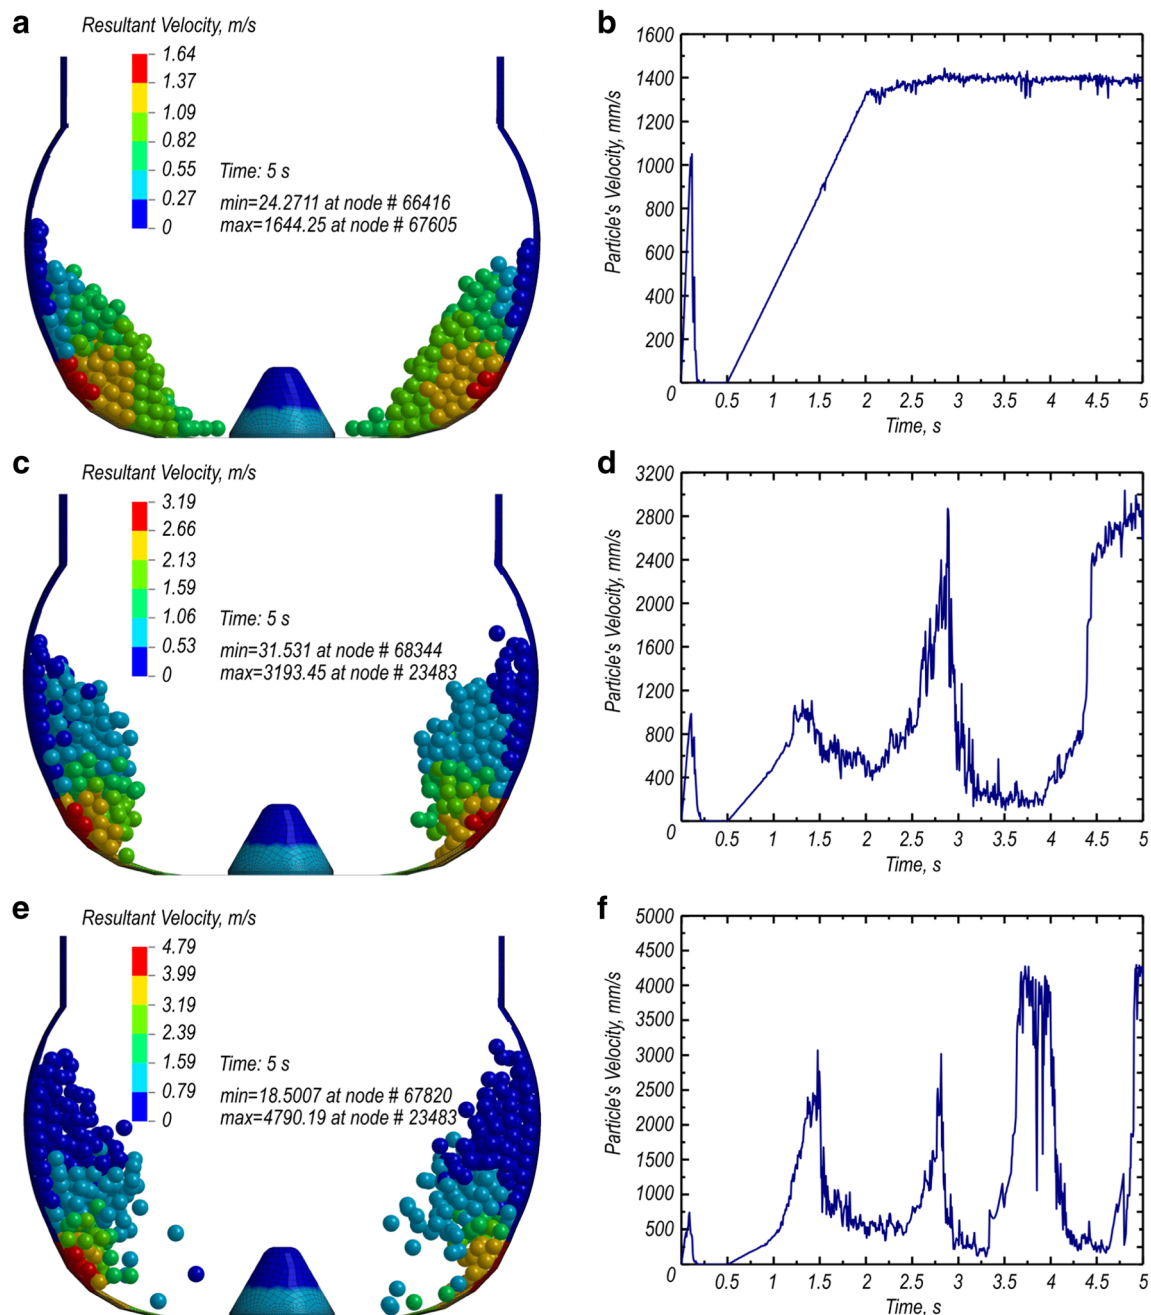 a
Resultant Velocity, m/s
1.64
1.37
1.09
0.82
0.55
0.27
0
Time: 5 s
min=24.2711 at node # 66416
max=1644.25 at node # 67605
b
Particle's Velocity, mm/s
1600
1400
1200
1000
800
600
400
200
0
0.5 1 1.5 2 2.5 3 3.5 4 4.5 5
Time, s
c
Resultant Velocity, m/s
3.19
2.66
2.13
1.59
1.06
0.53
0
Time: 5 s
min=31.531 at node # 68344
max=3193.45 at node # 23483
d
Particle's Velocity, mm/s
3200
2800
2400
2000
1600
1200
800
400
0
0.5 1 1.5 2 2.5 3 3.5 4 4.5 5
Time, s
e
Resultant Velocity, m/s
4.79
3.99
3.19
2.39
1.59
0.79
0
Time: 5 s
min=18.5007 at node # 67820
max=4790.19 at node # 23483
f
Particle's Velocity, mm/s
5000
4500
4000
3500
3000
2500
2000
1500
1000
500
0
0.5 1 1.5 2 2.5 3 3.5 4 4.5 5
Time, s